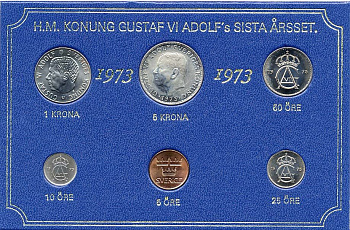 H.M. KONUNG GUSTAF VI ADOLF's SISTA ÅRSSET.
1973 1973
1 KRONA 5 KRONA 50 ÖRE
SVERIGE
10 ÖRE 5 ÖRE 25 ÖRE